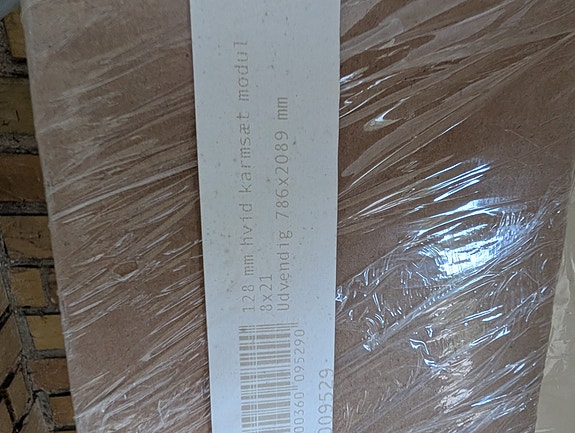 128 mm hvid karmsæt modul
8x21
Udvendig 786x2089 mm
00360 095290
009529.